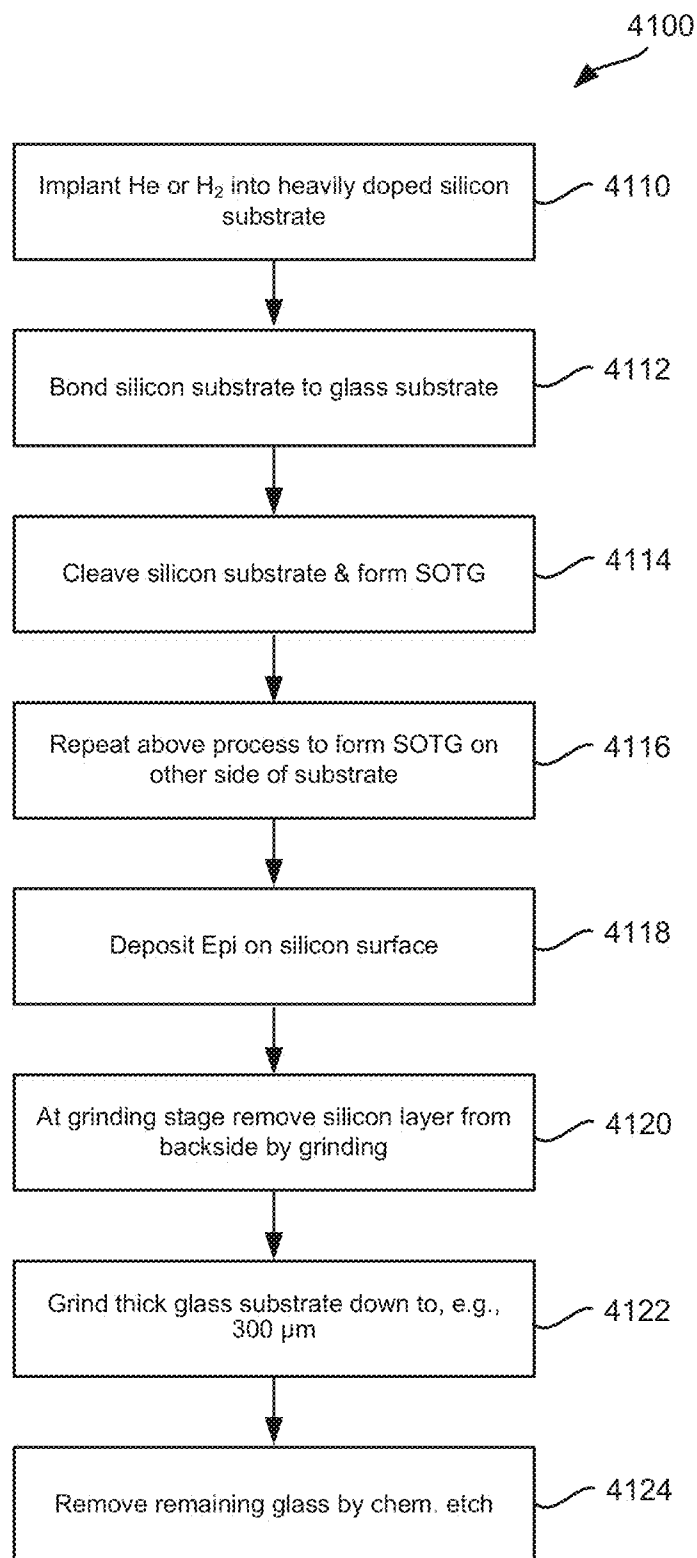 4100
Implant He or H₂ into heavily doped silicon
substrate
4110
Bond silicon substrate to glass substrate
4112
Cleave silicon substrate & form SOTG
4114
Repeat above process to form SOTG on
other side of substrate
4116
Deposit Epi on silicon surface
4118
At grinding stage remove silicon layer from
backside by grinding
4120
Grind thick glass substrate down to, e.g.,
300 µm
4122
Remove remaining glass by chem. etch
4124